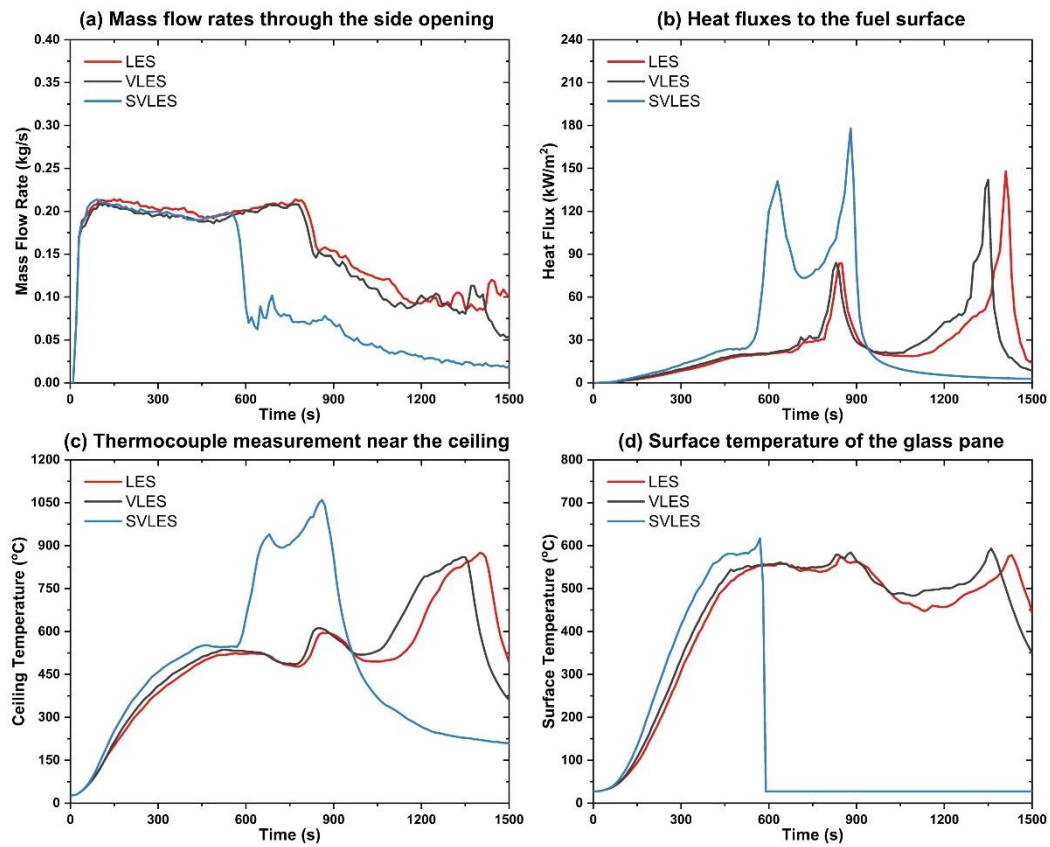 (a) Mass flow rates through the side opening
0.40
0.35
0.30
0.25
0.20
0.15
0.10
0.05
0.00
Mass Flow Rate (kg/s)
LES
VLES
SVLES
0 300 600 900 1200 1500
Time (s)
(b) Heat fluxes to the fuel surface
240
210
180
150
120
90
60
30
0
Heat Flux (kW/m²)
LES
VLES
SVLES
0 300 600 900 1200 1500
Time (s)
(c) Thermocouple measurement near the ceiling
1200
1050
900
750
600
450
300
150
0
Ceiling Temperature (°C)
LES
VLES
SVLES
0 300 600 900 1200 1500
Time (s)
(d) Surface temperature of the glass pane
800
700
600
500
400
300
200
100
0
Surface Temperature (°C)
LES
VLES
SVLES
0 300 600 900 1200 1500
Time (s)